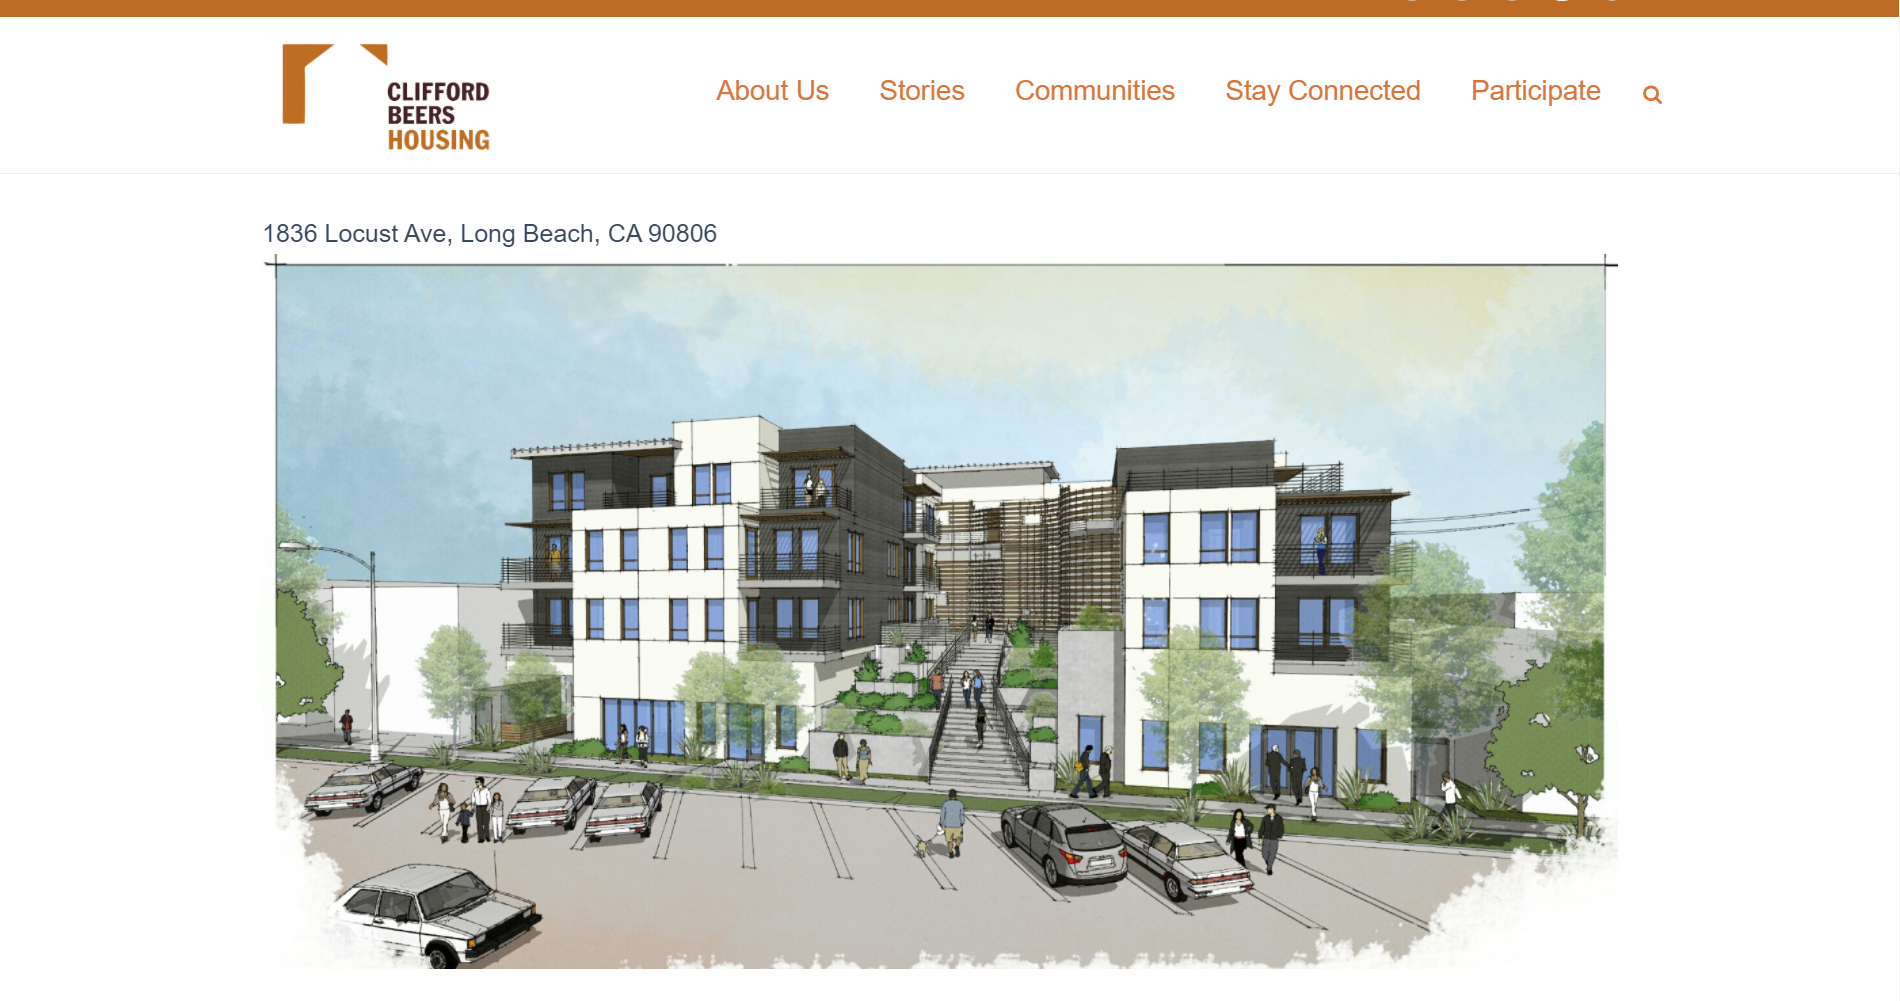 CLIFFORD
BEERS
HOUSING
About Us
Stories
Communities
Stay Connected
Participate
1836 Locust Ave, Long Beach, CA 90806